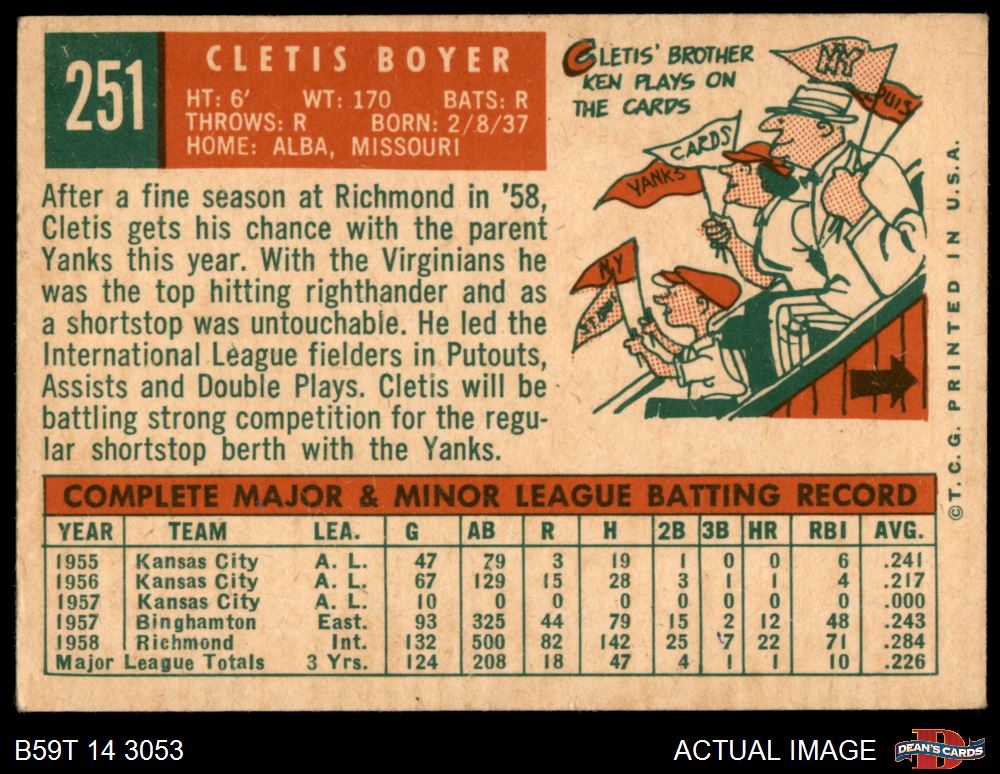 251
CLETIS BOYER
HT: 6' WT: 170 BATS: R
THROWS: R BORN: 2/8/37
HOME: ALBA, MISSOURI
CLETIS' BROTHER
KEN PLAYS ON
THE CARDS
NY
LOUIS
CARDS
YANKS
NY
ST.
After a fine season at Richmond in '58,
Cletis gets his chance with the parent
Yanks this year. With the Virginians he
was the top hitting righthander and as
a shortstop was untouchable. He led the
International League fielders in Putouts,
Assists and Double Plays. Cletis will be
battling strong competition for the regu-
lar shortstop berth with the Yanks.
©T. C. G. PRINTED IN U.S.A.
COMPLETE MAJOR & MINOR LEAGUE BATTING RECORD
YEAR TEAM LEA. G AB R H 2B 3B HR RBI AVG.
1955 Kansas City A. L. 47 79 3 19 1 0 0 6 .241
1956 Kansas City A. L. 67 129 15 28 3 1 1 4 .217
1957 Kansas City A. L. 10 0 0 0 0 0 0 0 .000
1957 Binghamton East. 93 325 44 79 15 2 12 48 .243
1958 Richmond Int. 132 500 82 142 25 7 22 71 .284
Major League Totals 3 Yrs. 124 208 18 47 4 1 1 10 .226
B59T 14 3053
ACTUAL IMAGE
DEAN'S CARDS